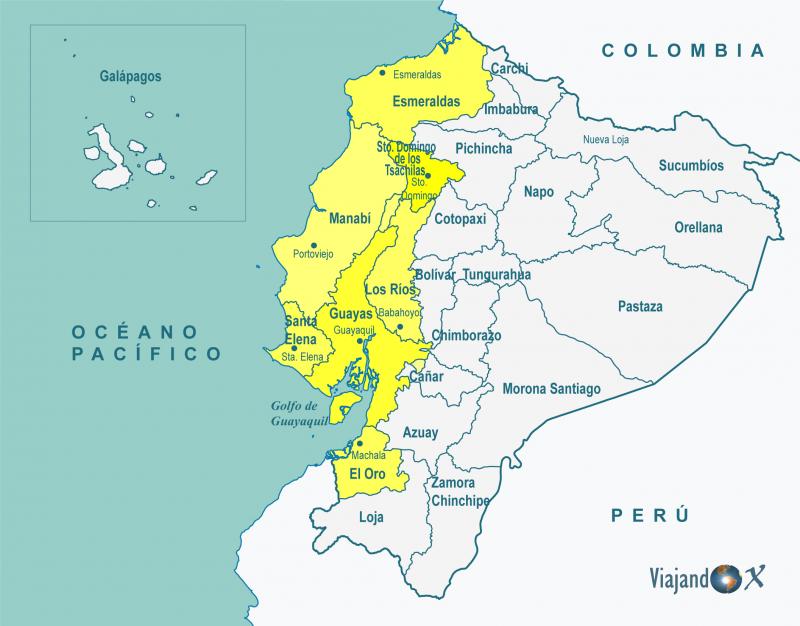 COLOMBIA
Galápagos
Carchi
Esmeraldas
Esmeraldas
Imbabura
Nueva Loja
Sto. Domingo
de los
Tsáchilas
Pichincha
Sucumbíos
Sto.
Domingo
Napo
Manabí
Cotopaxi
Orellana
Portoviejo
Bolívar
Tungurahua
Los Ríos
Pastaza
Guayas
Babahoyo
Santa
Elena
Guayaquil
OCÉANO
PACÍFICO
Chimborazo
Sta. Elena
Cañar
Morona Santiago
Golfo de
Guayaquil
Azuay
Machala
El Oro
Zamora
Chinchipe
Loja
PERÚ
Viajand X